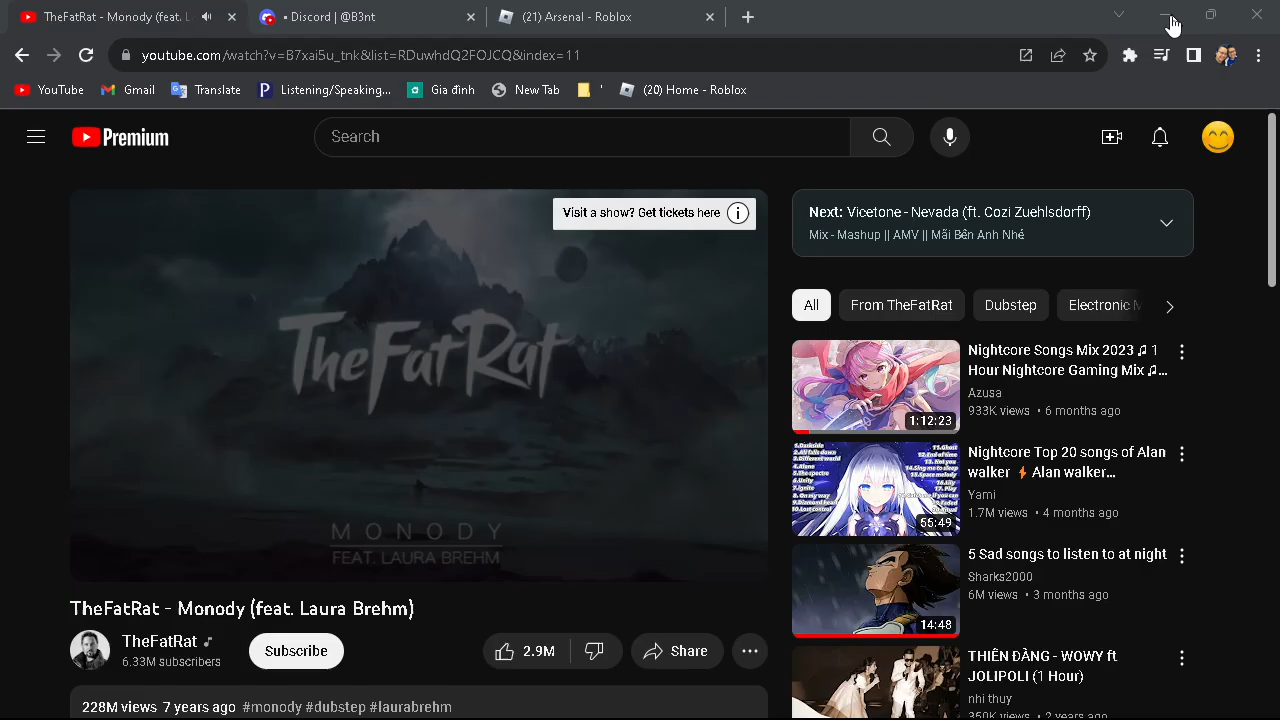 TheFatRat - Monody (feat. L
• Discord | @B3nt
(21) Arsenal - Roblox
youtube.com/watch?v=B7xai5u_tnk&list=RDuwhdQ2FOJCQ&index=11
YouTube
Gmail
Translate
Listening/Speaking...
Gia đình
New Tab
'
(20) Home - Roblox
Premium
Search
Visit a show? Get tickets here
TheFatRat
MONODY
FEAT. LAURA BREHM
Next: Vicetone - Nevada (ft. Cozi Zuehlsdorff)
Mix - Mashup || AMV || Mãi Bên Anh Nhé
All
From TheFatRat
Dubstep
Electronic M
Nightcore Songs Mix 2023 ♫ 1
Hour Nightcore Gaming Mix ♫...
Azusa
933K views • 6 months ago
1:12:23
Nightcore Top 20 songs of Alan
walker ⚡ Alan walker...
Yami
1.7M views • 4 months ago
55:49
5 Sad songs to listen to at night
Sharks2000
6M views • 3 months ago
14:48
THIÊN ĐÀNG - WOWY ft
JOLIPOLI (1 Hour)
nhi thuy
350K views • 2 years ago
TheFatRat - Monody (feat. Laura Brehm)
TheFatRat
6.33M subscribers
Subscribe
2.9M
Share
228M views 7 years ago #monody #dubstep #laurabrehm